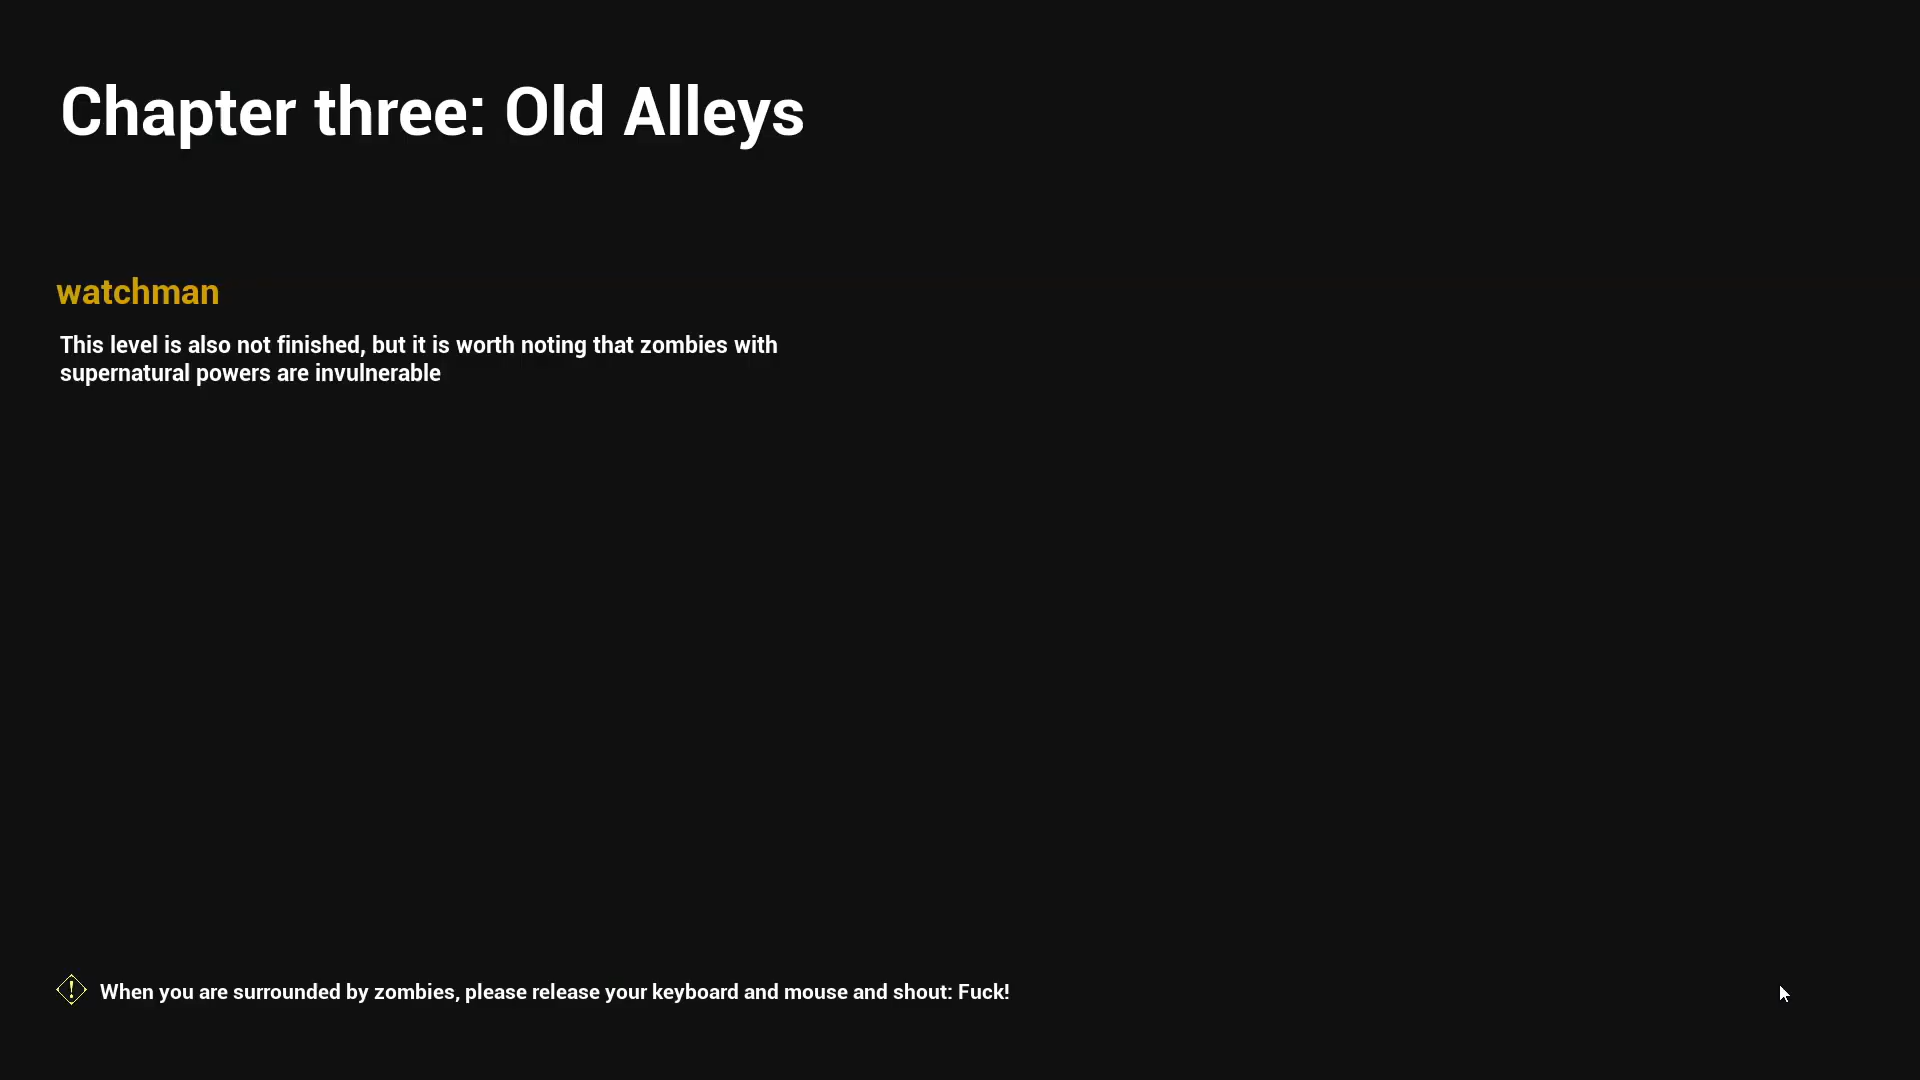 Chapter three: Old Alleys
watchman
This level is also not finished, but it is worth noting that zombies with
supernatural powers are invulnerable
When you are surrounded by zombies, please release your keyboard and mouse and shout: Fuck!